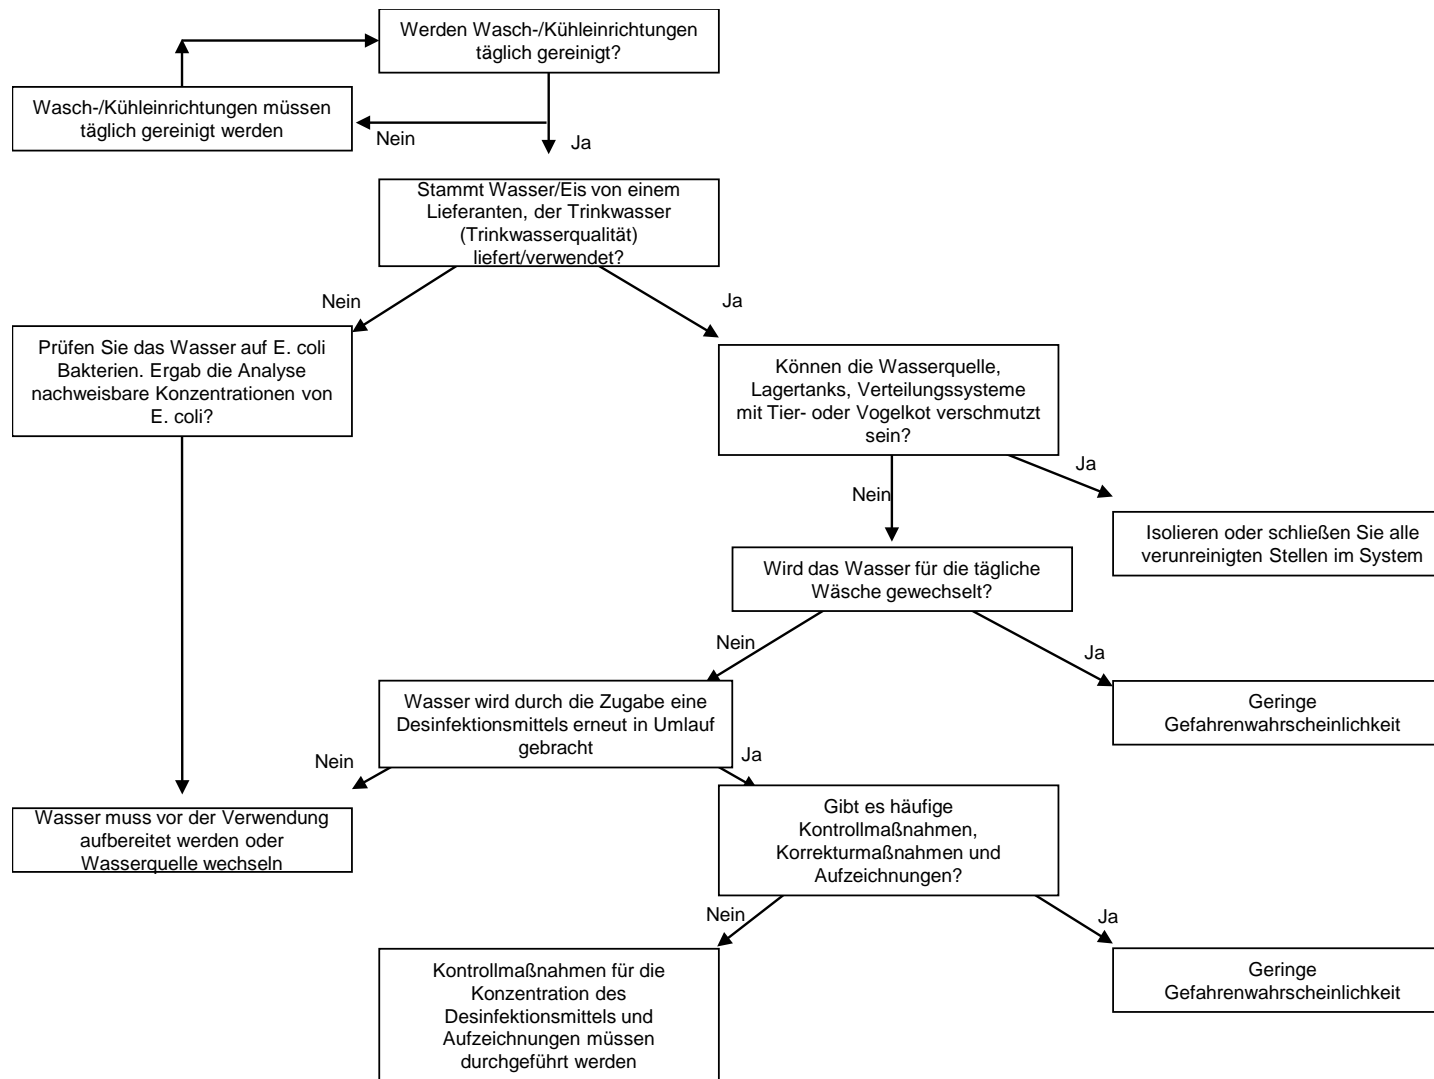 Werden Wasch-/Kühleinrichtungen
täglich gereinigt?
Wasch-/Kühleinrichtungen müssen
täglich gereinigt werden
Nein
Ja
Stammt Wasser/Eis von einem
Lieferanten, der Trinkwasser
(Trinkwasserqualität)
liefert/verwendet?
Nein
Ja
Prüfen Sie das Wasser auf E. coli
Bakterien. Ergab die Analyse
nachweisbare Konzentrationen von
E. coli?
Können die Wasserquelle,
Lagertanks, Verteilungssysteme
mit Tier- oder Vogelkot verschmutzt
sein?
Ja
Nein
Isolieren oder schließen Sie alle
verunreinigten Stellen im System
Wird das Wasser für die tägliche
Wäsche gewechselt?
Nein
Ja
Wasser wird durch die Zugabe eine
Desinfektionsmittels erneut in Umlauf
gebracht
Geringe
Gefahrenwahrscheinlichkeit
Nein
Ja
Wasser muss vor der Verwendung
aufbereitet werden oder
Wasserquelle wechseln
Gibt es häufige
Kontrollmaßnahmen,
Korrekturmaßnahmen und
Aufzeichnungen?
Nein
Ja
Kontrollmaßnahmen für die
Konzentration des
Desinfektionsmittels und
Aufzeichnungen müssen
durchgeführt werden
Geringe
Gefahrenwahrscheinlichkeit